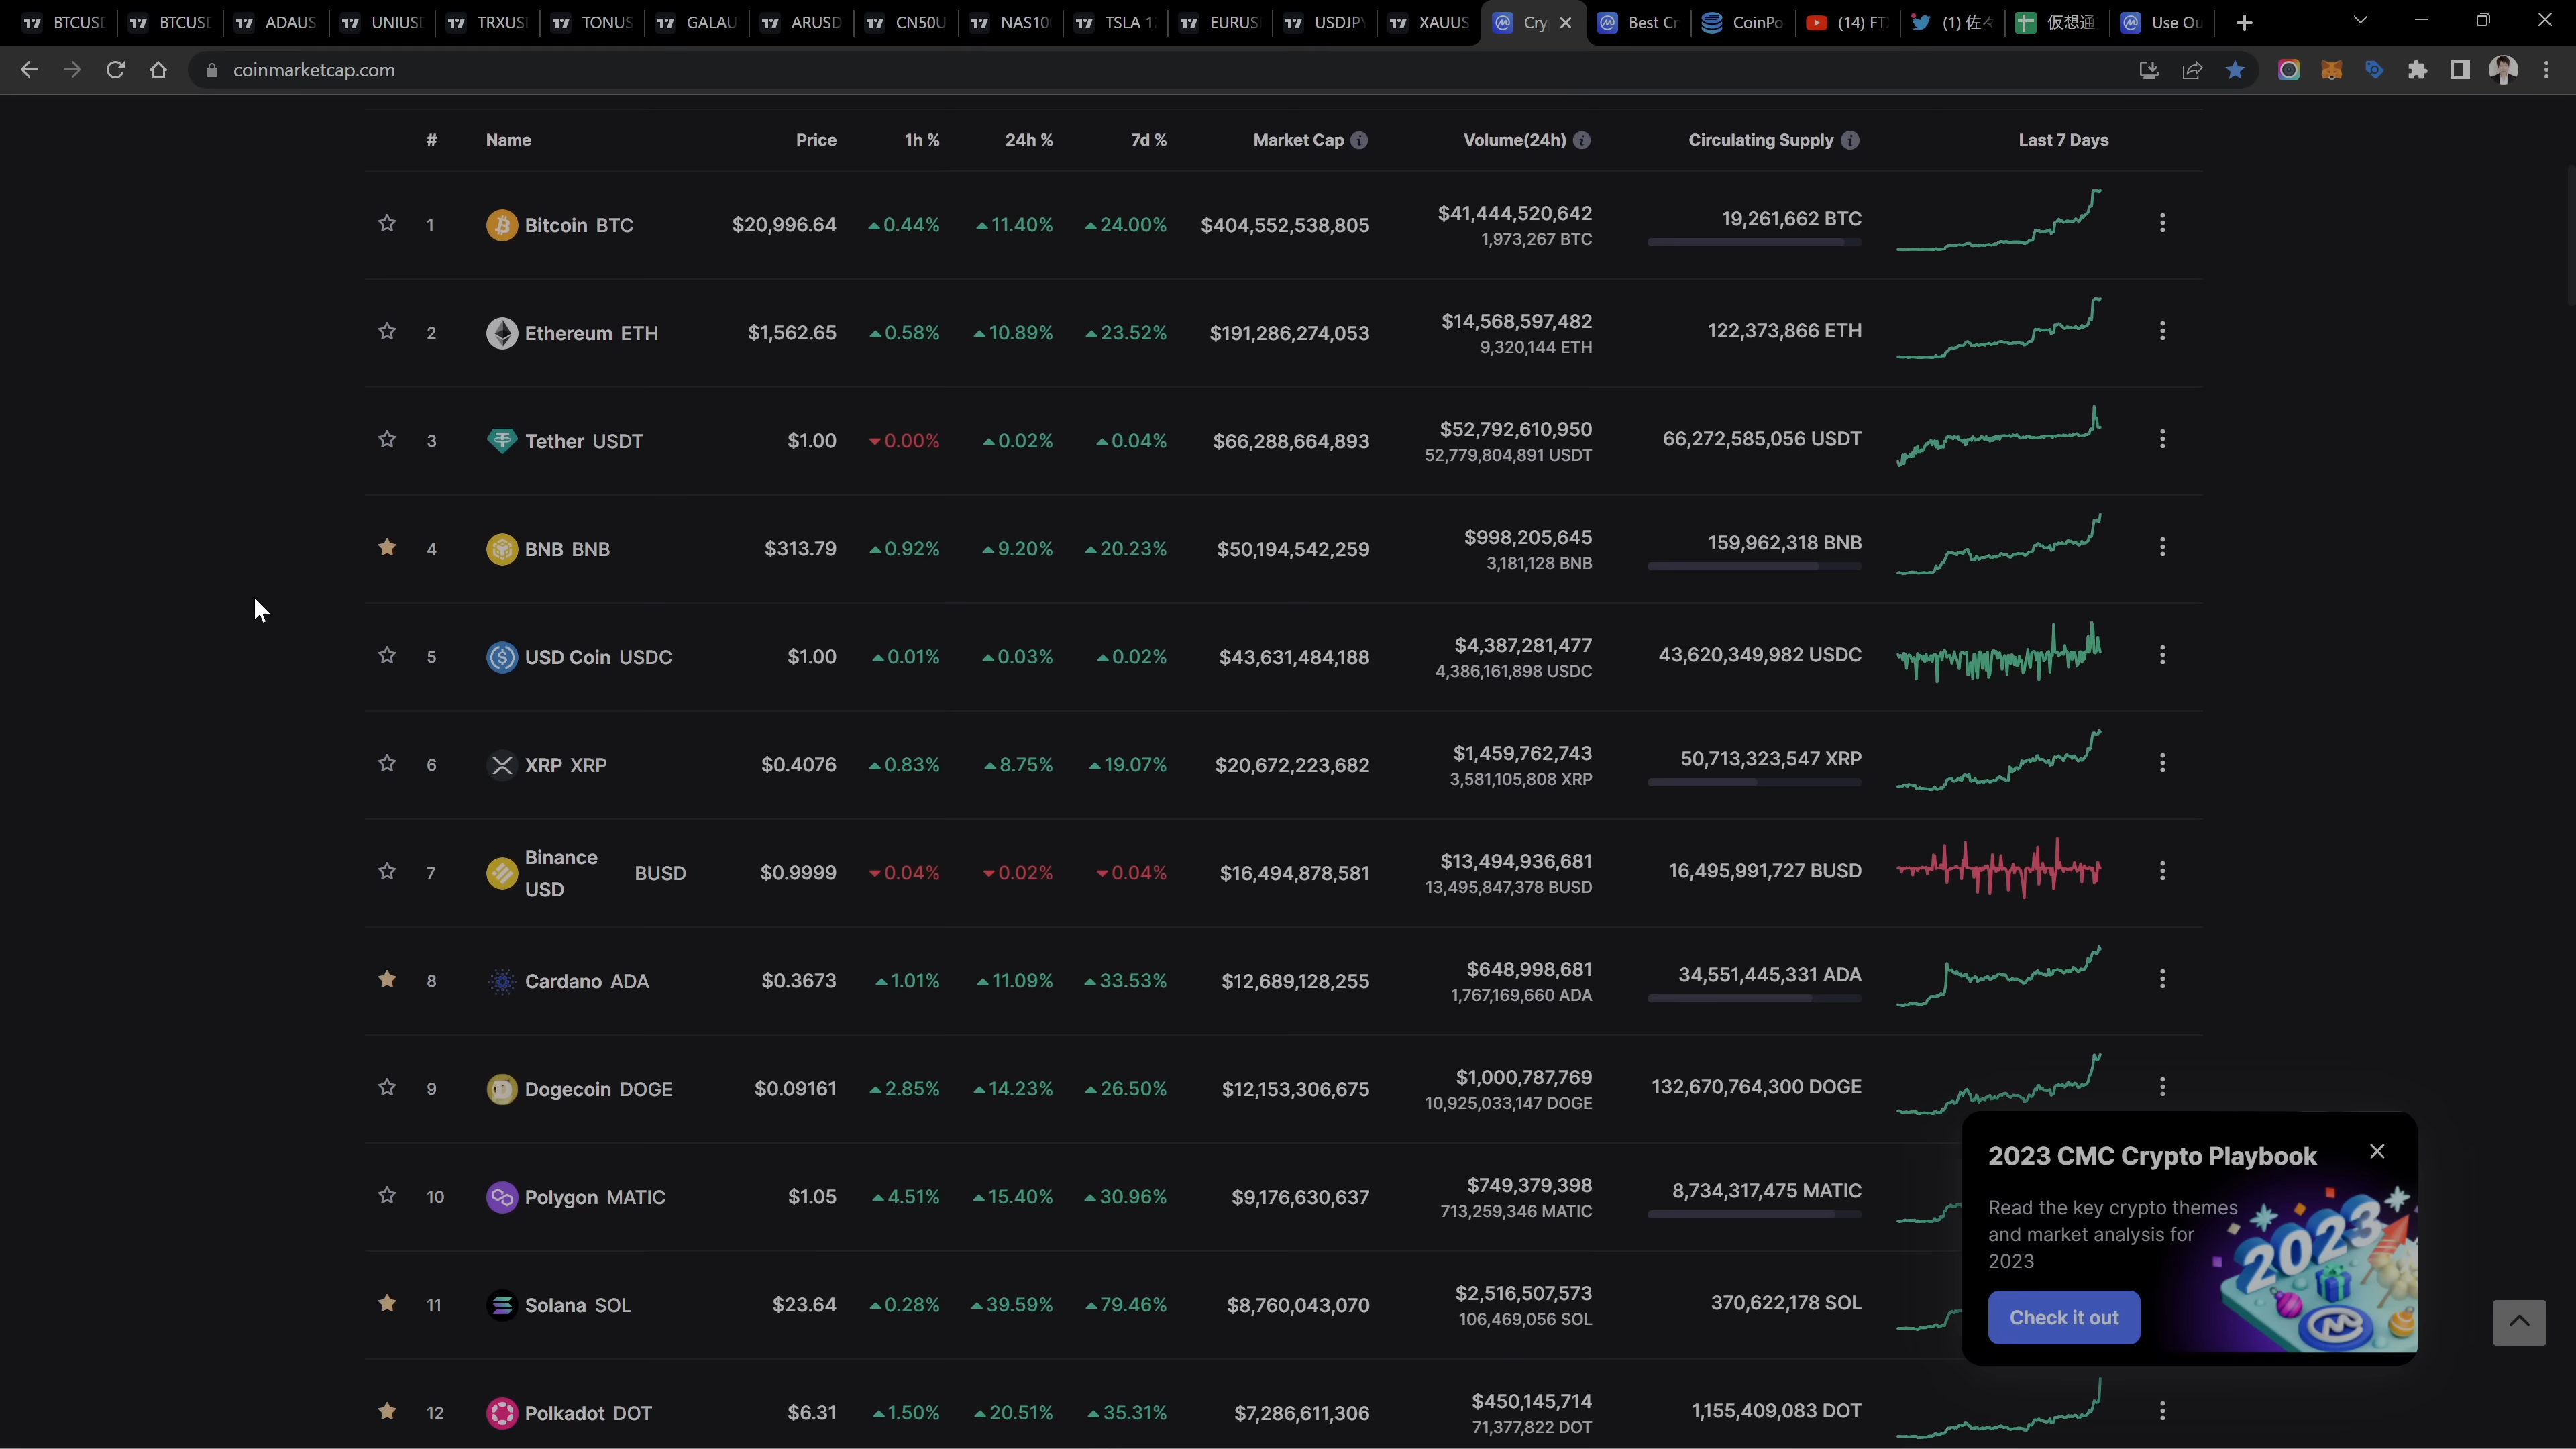 BTCUSD BTCUSD ADAUS UNIUSD TRXUS TONUS GALAU ARUSD CN50U NAS10 TSLA 1 EURUS USDJPY XAUUS Cry Best Cr CoinPo (14) FT (1) 佐々 仮想通 Use Ou
coinmarketcap.com
# Name Price 1h % 24h % 7d % Market Cap Volume(24h) Circulating Supply Last 7 Days
1 Bitcoin BTC $20,996.64 0.44% 11.40% 24.00% $404,552,538,805 $41,444,520,642 19,261,662 BTC
1,973,267 BTC
2 Ethereum ETH $1,562.65 0.58% 10.89% 23.52% $191,286,274,053 $14,568,597,482 122,373,866 ETH
9,320,144 ETH
3 Tether USDT $1.00 0.00% 0.02% 0.04% $66,288,664,893 $52,792,610,950 66,272,585,056 USDT
52,779,804,891 USDT
4 BNB BNB $313.79 0.92% 9.20% 20.23% $50,194,542,259 $998,205,645 159,962,318 BNB
3,181,128 BNB
5 USD Coin USDC $1.00 0.01% 0.03% 0.02% $43,631,484,188 $4,387,281,477 43,620,349,982 USDC
4,386,161,898 USDC
6 XRP XRP $0.4076 0.83% 8.75% 19.07% $20,672,223,682 $1,459,762,743 50,713,323,547 XRP
3,581,105,808 XRP
7 Binance USD BUSD $0.9999 0.04% 0.02% 0.04% $16,494,878,581 $13,494,936,681 16,495,991,727 BUSD
13,495,847,378 BUSD
8 Cardano ADA $0.3673 1.01% 11.09% 33.53% $12,689,128,255 $648,998,681 34,551,445,331 ADA
1,767,169,660 ADA
9 Dogecoin DOGE $0.09161 2.85% 14.23% 26.50% $12,153,306,675 $1,000,787,769 132,670,764,300 DOGE
10,925,033,147 DOGE
10 Polygon MATIC $1.05 4.51% 15.40% 30.96% $9,176,630,637 $749,379,398 8,734,317,475 MATIC
713,259,346 MATIC
11 Solana SOL $23.64 0.28% 39.59% 79.46% $8,760,043,070 $2,516,507,573 370,622,178 SOL
106,469,056 SOL
12 Polkadot DOT $6.31 1.50% 20.51% 35.31% $7,286,611,306 $450,145,714 1,155,409,083 DOT
71,377,822 DOT
2023 CMC Crypto Playbook
Read the key crypto themes
and market analysis for
2023
Check it out
2023